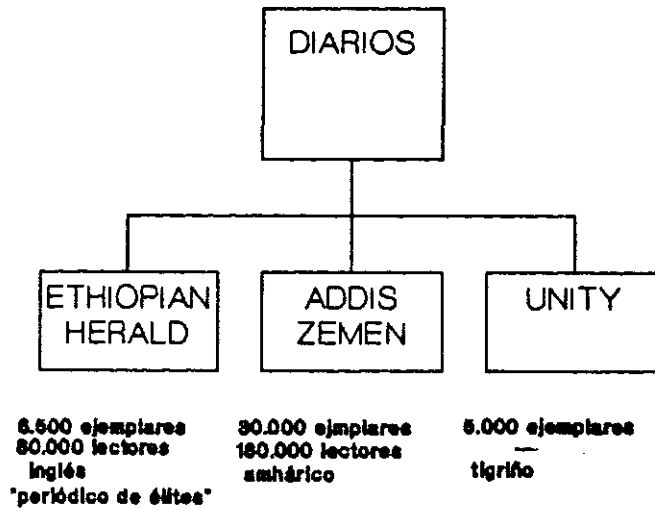 DIARIOS
ETHIOPIAN
HERALD
ADDIS
ZEMEN
UNITY
6.500 ejemplares
80.000 lectores
inglés
"periódico de élites"
30.000 ejmplares
180.000 lectores
amhárico
5.000 ejemplares
—
tigriño